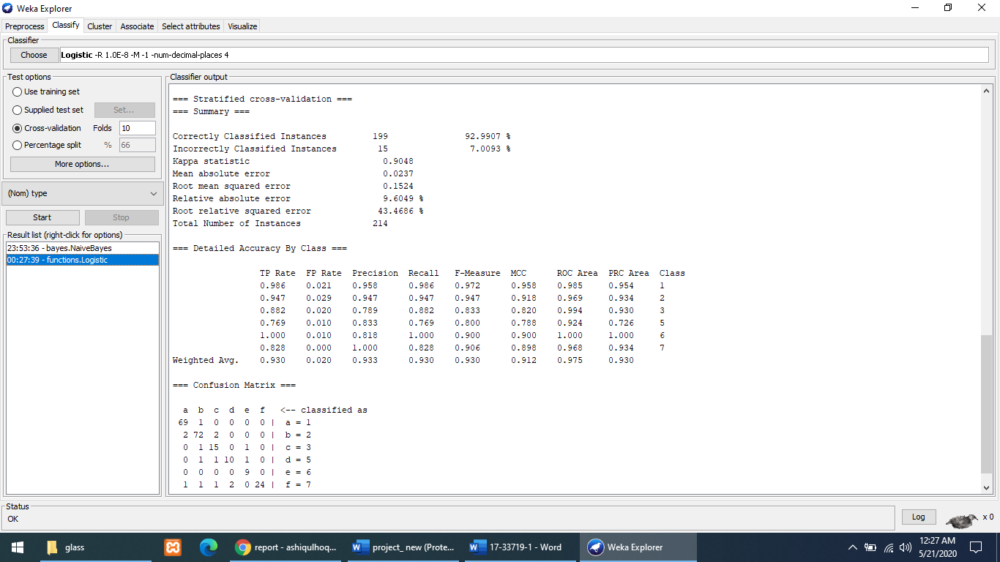 Weka Explorer
Preprocess Classify Cluster Associate Select attributes Visualize
Classifier
Choose Logistic -R 1.0E-8 -M -1 -num-decimal-places 4
Test options
Use training set
Supplied test set Set...
Cross-validation Folds 10
Percentage split % 66
More options...
(Nom) type
Start Stop
Result list (right-click for options)
23:53:36 - bayes.NaiveBayes
00:27:39 - functions.Logistic
Classifier output
=== Stratified cross-validation ===
=== Summary ===
Correctly Classified Instances 199 92.9907 %
Incorrectly Classified Instances 15 7.0093 %
Kappa statistic 0.9048
Mean absolute error 0.0237
Root mean squared error 0.1524
Relative absolute error 9.6049 %
Root relative squared error 43.4686 %
Total Number of Instances 214
=== Detailed Accuracy By Class ===
TP Rate FP Rate Precision Recall F-Measure MCC ROC Area PRC Area Class
0.986 0.021 0.958 0.986 0.972 0.958 0.985 0.954 1
0.947 0.029 0.947 0.947 0.947 0.918 0.969 0.934 2
0.882 0.020 0.789 0.882 0.833 0.820 0.994 0.930 3
0.769 0.010 0.833 0.769 0.800 0.788 0.924 0.726 5
1.000 0.010 0.818 1.000 0.900 0.900 1.000 1.000 6
0.828 0.000 1.000 0.828 0.906 0.898 0.968 0.934 7
Weighted Avg. 0.930 0.020 0.933 0.930 0.930 0.912 0.975 0.930
=== Confusion Matrix ===
a b c d e f <-- classified as
69 1 0 0 0 0 | a = 1
2 72 2 0 0 0 | b = 2
0 1 15 0 1 0 | c = 3
0 1 1 10 1 0 | d = 5
0 0 0 0 9 0 | e = 6
1 1 1 2 0 24 | f = 7
Status
OK
Log x 0
glass
report - ashiqulhoq...
project_ new (Prote...
17-33719-1 - Word
Weka Explorer
12:27 AM
5/21/2020